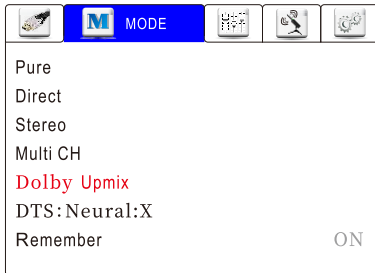 M MODE
Pure
Direct
Stereo
Multi CH
Dolby Upmix
DTS:Neural:X
Remember ON